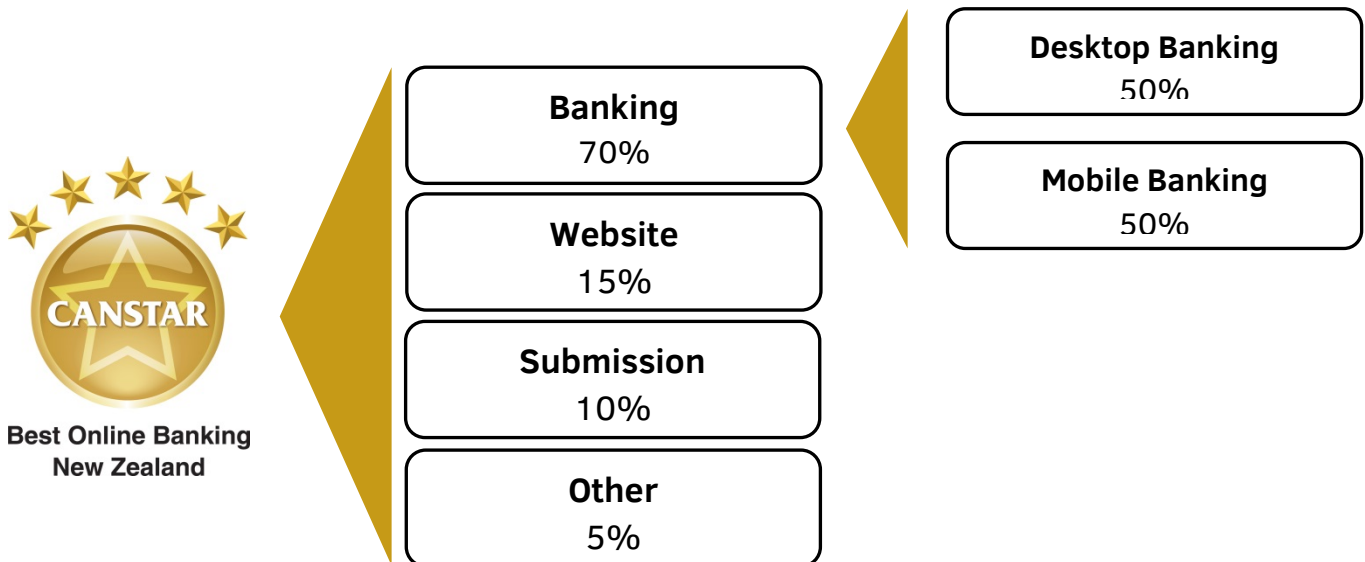 CANSTAR
Best Online Banking
New Zealand
Banking
70%
Website
15%
Submission
10%
Other
5%
Desktop Banking
50%
Mobile Banking
50%